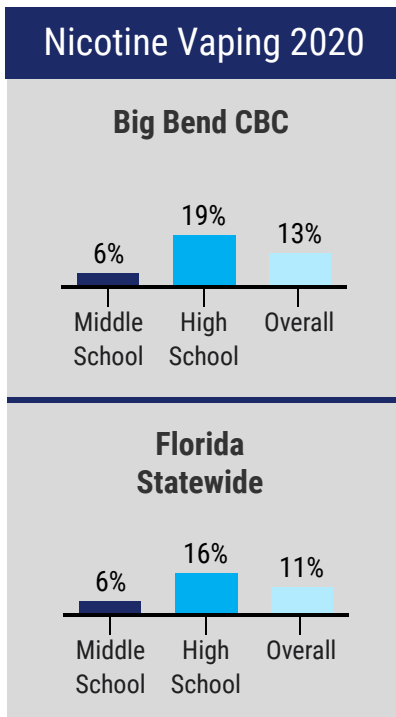 Nicotine Vaping 2020
Big Bend CBC
6%
19%
13%
Middle
School
High
School
Overall
Florida
Statewide
6%
16%
11%
Middle
School
High
School
Overall